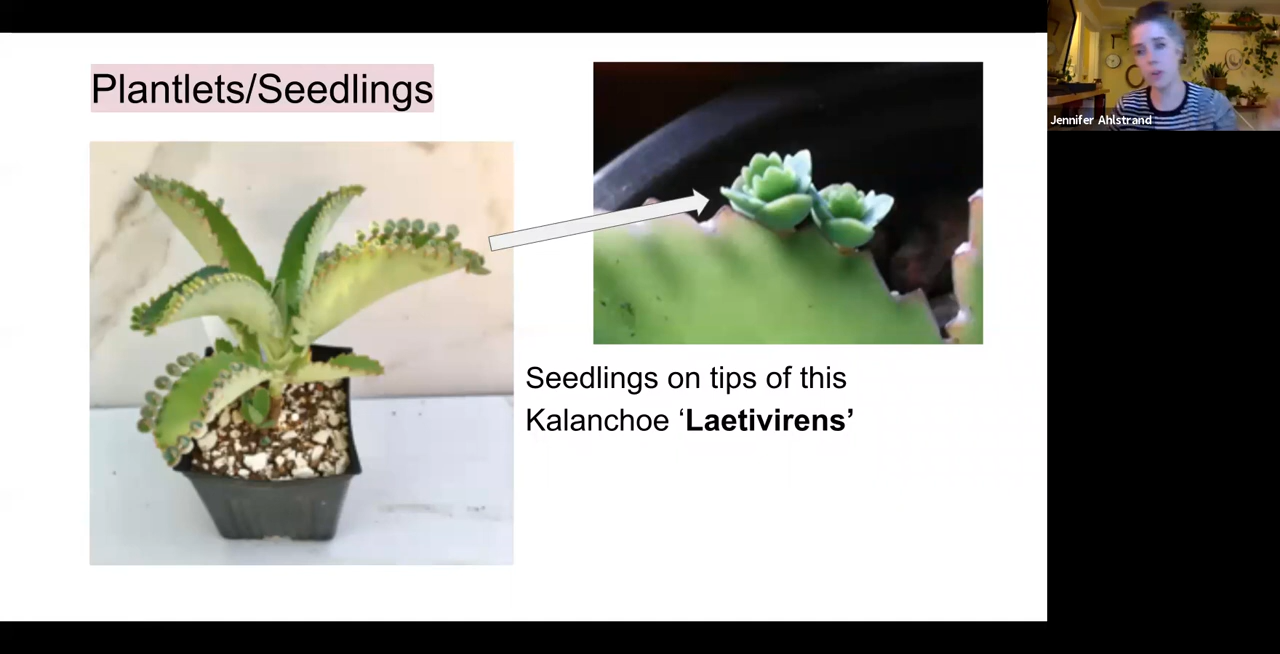 Plantlets/Seedlings
Jennifer Ahlstrand
Seedlings on tips of this
Kalanchoe ‘Laetivirens’